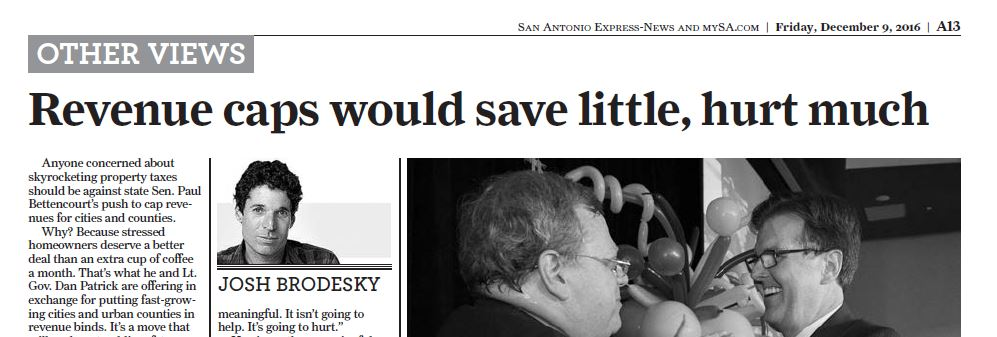 SAN ANTONIO EXPRESS-NEWS AND MYSA.COM | Friday, December 9, 2016 | A13
OTHER VIEWS
Revenue caps would save little, hurt much
Anyone concerned about
skyrocketing property taxes
should be against state Sen. Paul
Bettencourt's push to cap reve-
nues for cities and counties.
Why? Because stressed
homeowners deserve a better
deal than an extra cup of coffee
a month. That's what he and Lt.
Gov. Dan Patrick are offering in
exchange for putting fast-grow-
ing cities and urban counties in
revenue binds. It's a move that
JOSH BRODESKY
meaningful. It isn't going to
help. It's going to hurt."